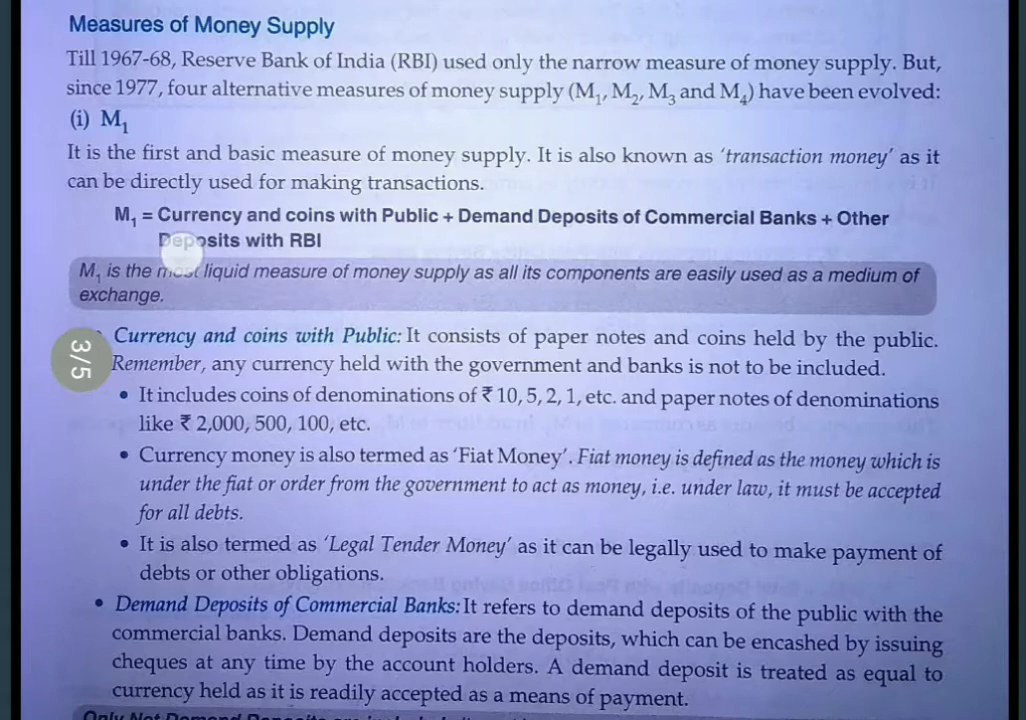 Measures of Money Supply
Till 1967-68, Reserve Bank of India (RBI) used only the narrow measure of money supply. But,
since 1977, four alternative measures of money supply (M₁, M₂, M₃ and M₄) have been evolved:
(i) M₁
It is the first and basic measure of money supply. It is also known as 'transaction money' as it
can be directly used for making transactions.
M₁ = Currency and coins with Public + Demand Deposits of Commercial Banks + Other
Deposits with RBI
M₁ is the most liquid measure of money supply as all its components are easily used as a medium of
exchange.
3/5
Currency and coins with Public: It consists of paper notes and coins held by the public.
Remember, any currency held with the government and banks is not to be included.
• It includes coins of denominations of ₹ 10, 5, 2, 1, etc. and paper notes of denominations
like ₹ 2,000, 500, 100, etc.
• Currency money is also termed as 'Fiat Money'. Fiat money is defined as the money which is
under the fiat or order from the government to act as money, i.e. under law, it must be accepted
for all debts.
• It is also termed as 'Legal Tender Money' as it can be legally used to make payment of
debts or other obligations.
• Demand Deposits of Commercial Banks: It refers to demand deposits of the public with the
commercial banks. Demand deposits are the deposits, which can be encashed by issuing
cheques at any time by the account holders. A demand deposit is treated as equal to
currency held as it is readily accepted as a means of payment.
Only Net Demand Deposits are included